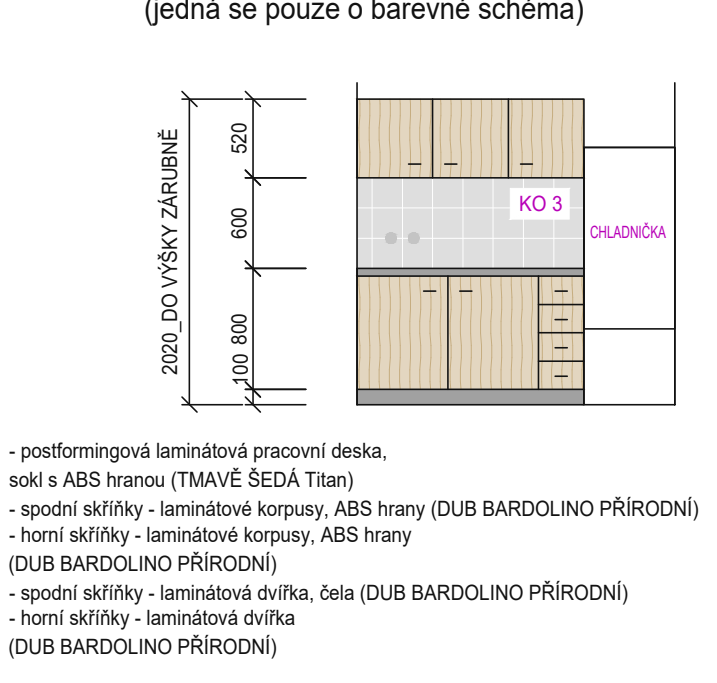 (jedná se pouze o barevné schéma)
2020_DO VÝŠKY ZÁRUBNĚ
520
600
800
100
KO 3
CHLADNIČKA
- postformingová laminátová pracovní deska,
sokl s ABS hranou (TMAVĚ ŠEDÁ Titan)
- spodní skříňky - laminátové korpusy, ABS hrany (DUB BARDOLINO PŘÍRODNÍ)
- horní skříňky - laminátové korpusy, ABS hrany
(DUB BARDOLINO PŘÍRODNÍ)
- spodní skříňky - laminátová dvířka, čela (DUB BARDOLINO PŘÍRODNÍ)
- horní skříňky - laminátová dvířka
(DUB BARDOLINO PŘÍRODNÍ)